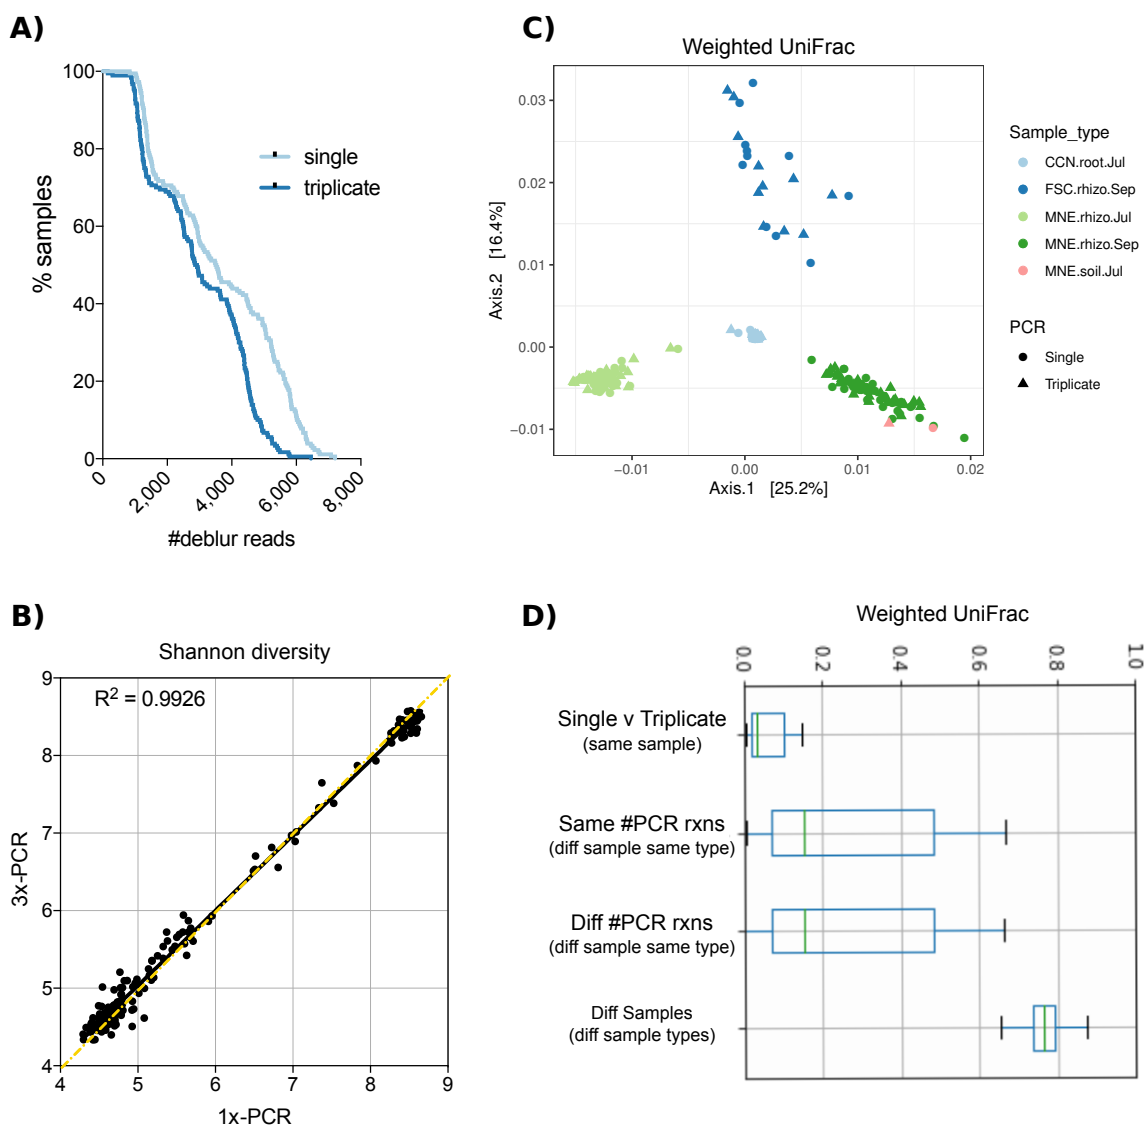 A)
100
80
60
40
20
0
% samples
single
triplicate
0
2,000
4,000
6,000
8,000
#deblur reads
C)
Weighted UniFrac
0.03
0.02
0.01
0.00
−0.01
Axis.2 [16.4%]
−0.01
0.00
0.01
0.02
Axis.1 [25.2%]
Sample_type
CCN.root.Jul
FSC.rhizo.Sep
MNE.rhizo.Jul
MNE.rhizo.Sep
MNE.soil.Jul
PCR
Single
Triplicate
B)
Shannon diversity
R² = 0.9926
9
8
7
6
5
4
3x-PCR
4
5
6
7
8
9
1x-PCR
D)
Weighted UniFrac
0.0
0.2
0.4
0.6
0.8
1.0
Single v Triplicate
(same sample)
Same #PCR rxns
(diff sample same type)
Diff #PCR rxns
(diff sample same type)
Diff Samples
(diff sample types)